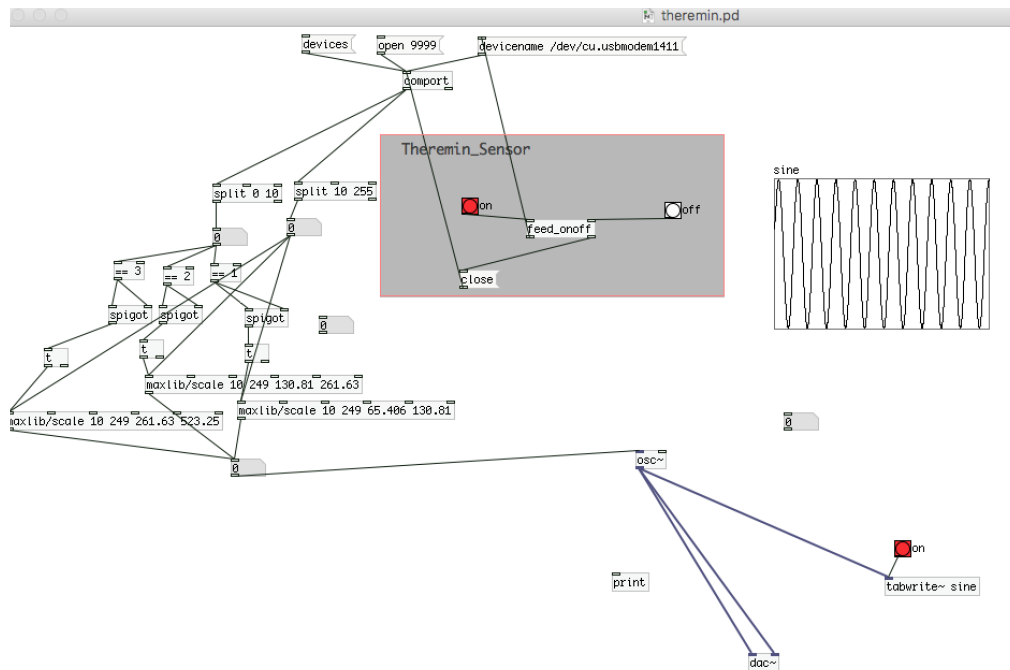 theremin.pd
devices
open 9999
devicename /dev/cu.usbmodem1411
comport
Theremin_Sensor
sine
split 0 10
split 10 255
on
off
feed_onoff
0
0
== 3
== 2
== 1
close
spigot
spigot
spigot
0
t
t
t
maxlib/scale 10 249 130.81 261.63
maxlib/scale 10 249 65.406 130.81
maxlib/scale 10 249 261.63 523.25
0
0
osc~
on
print
tabwrite~ sine
dac~